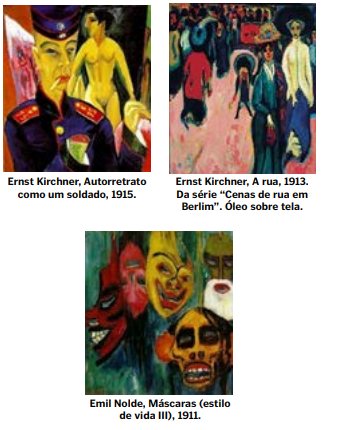 Ernst Kirchner, Autorretrato
como um soldado, 1915.
Ernst Kirchner, A rua, 1913.
Da série “Cenas de rua em
Berlim”. Óleo sobre tela.
Emil Nolde, Máscaras (estilo
de vida III), 1911.